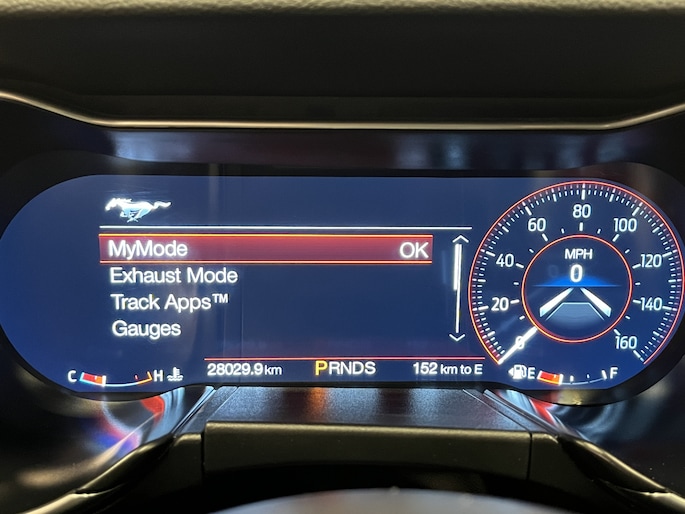 MyMode OK
Exhaust Mode
Track Apps™
Gauges
0 20 40 60 80 100 120 140 160
MPH
0
C H
28029.9 km PRNDS 152 km to E
E F